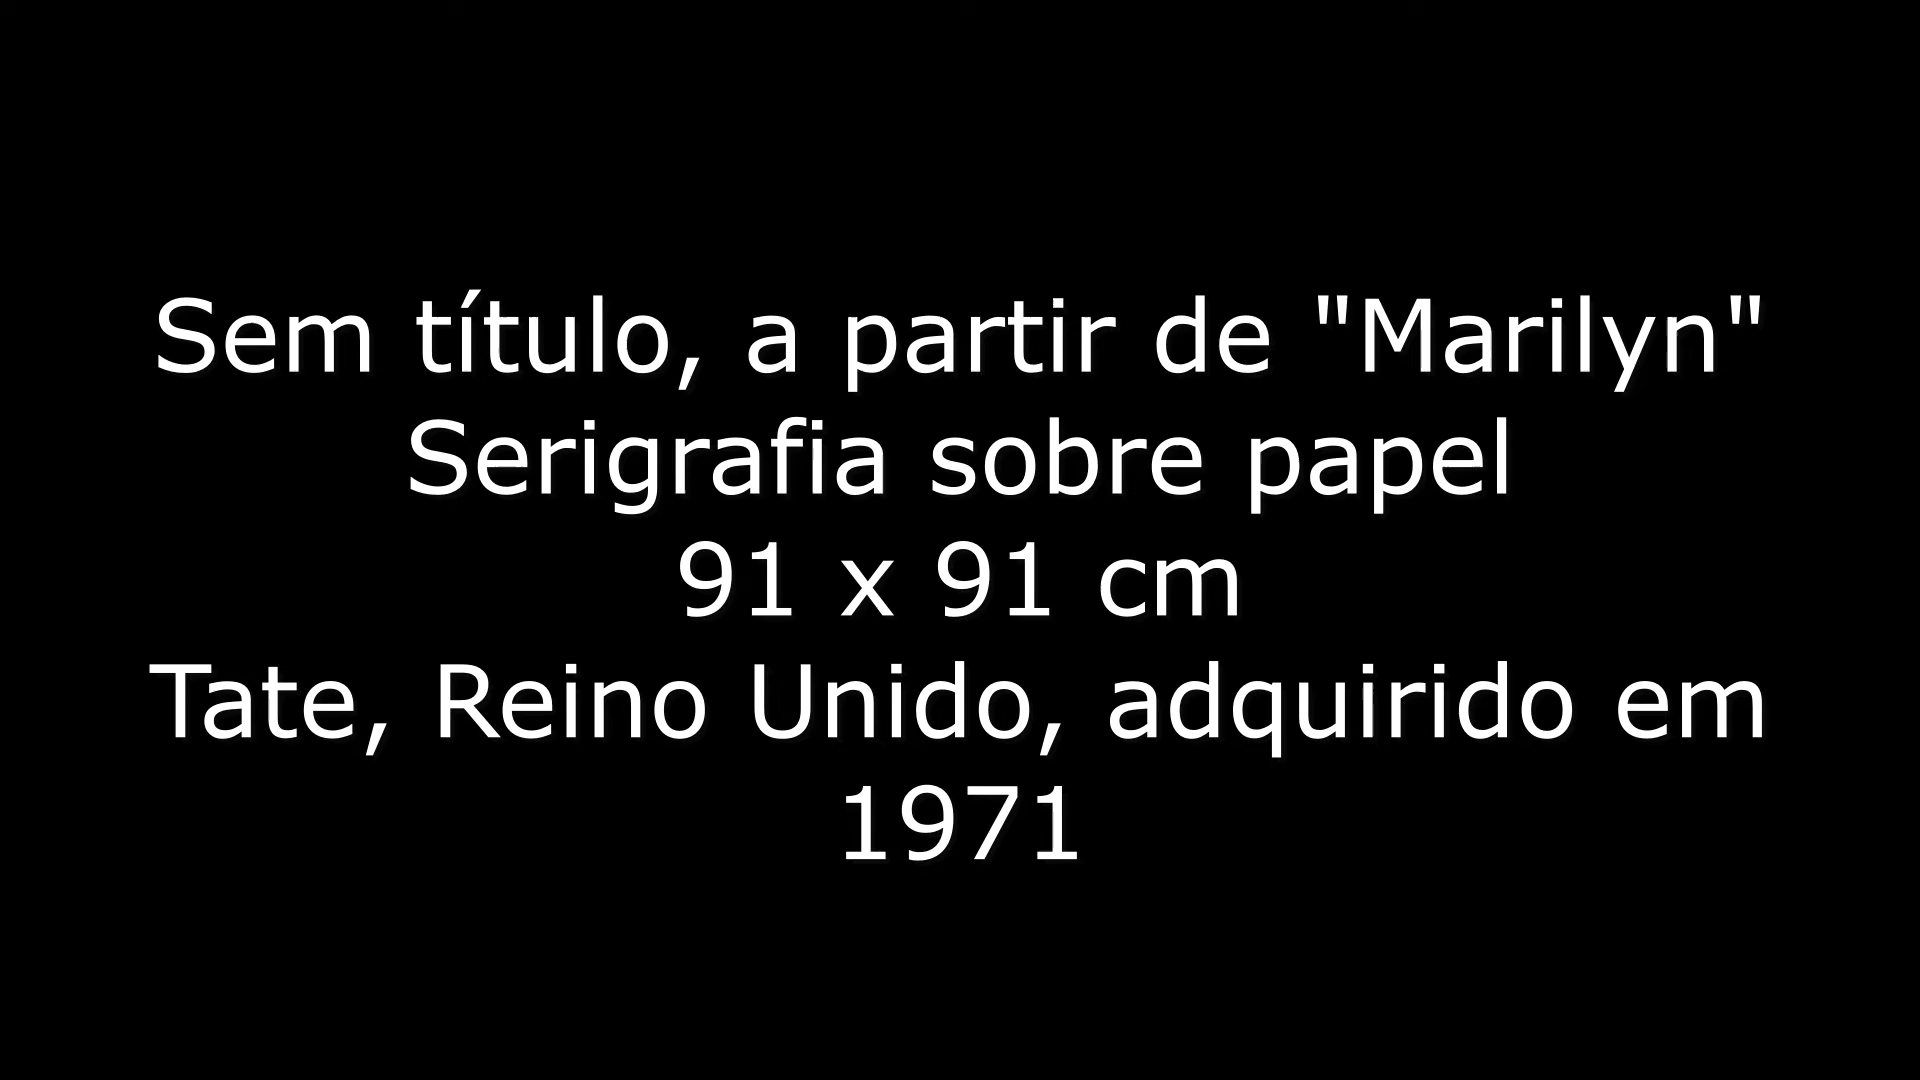 Sem título, a partir de "Marilyn"
Serigrafia sobre papel
91 x 91 cm
Tate, Reino Unido, adquirido em
1971